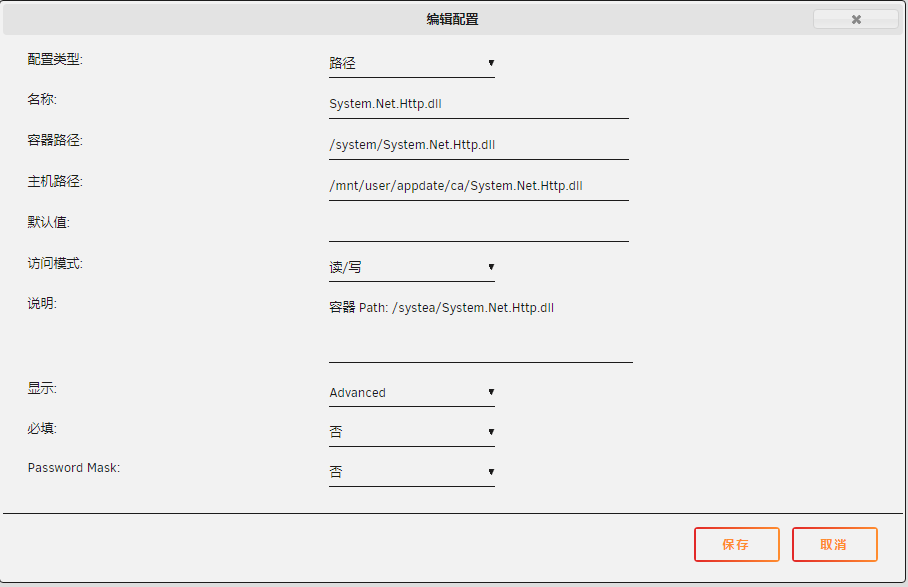 编辑配置
配置类型:
路径
名称:
System.Net.Http.dll
容器路径:
/system/System.Net.Http.dll
主机路径:
/mnt/user/appdate/ca/System.Net.Http.dll
默认值:
访问模式:
读/写
说明:
容器 Path: /systea/System.Net.Http.dll
显示:
Advanced
必填:
否
Password Mask:
否
保存
取消